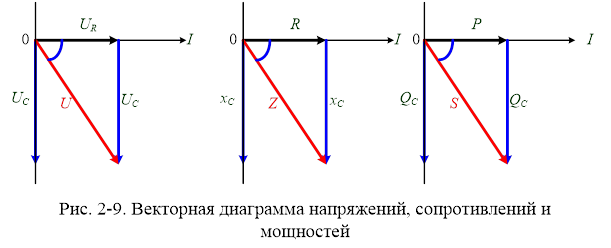 U_R R P
0 I 0 I 0 I
U_C U U_C x_C Z x_C Q_C S Q_C
Рис. 2-9. Векторная диаграмма напряжений, сопротивлений и
мощностей